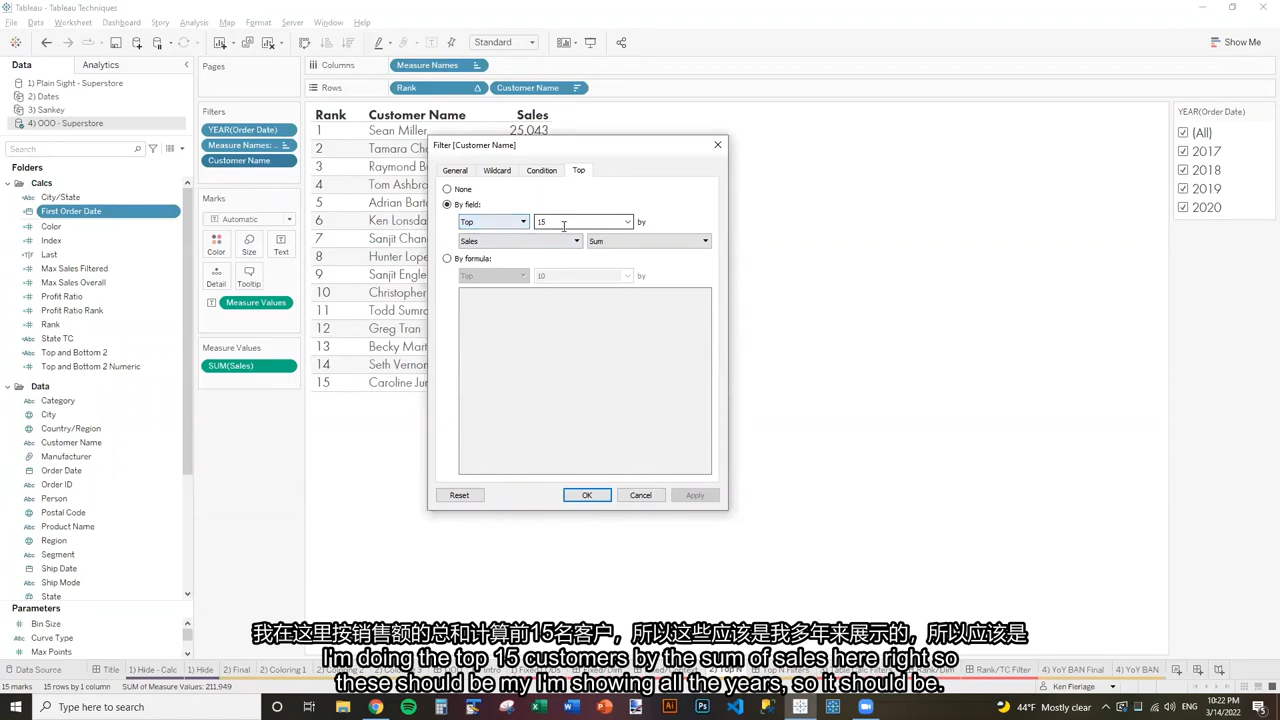 Tableau - Tableau Techniques
File Data Worksheet Dashboard Story Analysis Map Format Server Window Help
Standard
Show Me
Data Analytics
Pages
Columns Measure Names
Rows Rank Customer Name
1) Plain Sight - Superstore
2) Dates
3) Sankey
4) OOO - Superstore
Search
Folders
Calcs
City/State
First Order Date
Color
Index
Last
Max Sales Filtered
Max Sales Overall
Profit Ratio
Profit Ratio Rank
Rank
State TC
Top and Bottom 2
Top and Bottom 2 Numeric
Data
Category
City
Country/Region
Customer Name
Manufacturer
Order Date
Order ID
Person
Postal Code
Product Name
Region
Segment
Ship Date
Ship Mode
State
Parameters
Bin Size
Curve Type
Max Sales
Filters
YEAR(Order Date)
Measure Names: ..
Customer Name
Marks
Automatic
Color Size Text
Detail Tooltip
Measure Values
Measure Values
SUM(Sales)
Rank Customer Name Sales
1 Sean Miller 25,043
2 Tamara Cha
3 Raymond B
4 Tom Ashbro
5 Adrian Bart
6 Ken Lonsda
7 Sanjit Chan
8 Hunter Lope
9 Sanjit Engle
10 Christopher
11 Todd Sumr
12 Greg Tran
13 Becky Mart
14 Seth Vernon
15 Caroline Jur
Filter [Customer Name]
General Wildcard Condition Top
None
By field:
Top 15 by
Sales Sum
By formula:
Top 10 by
Reset OK Cancel Apply
YEAR(Order Date)
(All)
2017
2018
2019
2020
我在这里按销售额的总和计算前15名客户，所以这些应该是我多年来展示的，所以应该是
I'm doing the top 15 customers by the sum of sales here right so
these should be my I'm showing all the years, so it should be.
Data Source 1) Hide - Calc 1) Hide 2) Final 2) Coloring 1 Rank/TC Filter 4) YoY BAN Final 4) YoY BAN
15 marks 15 rows by 1 column SUM of Measure Values: 211,949
Ken Flerlage
Type here to search
44°F Mostly clear
10:22 PM
3/14/2022